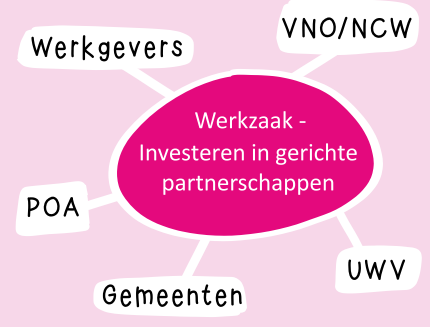 VNO/NCW
Werkgevers
Werkzaak -
Investeren in gerichte
partnerschappen
POA
UWV
Gemeenten